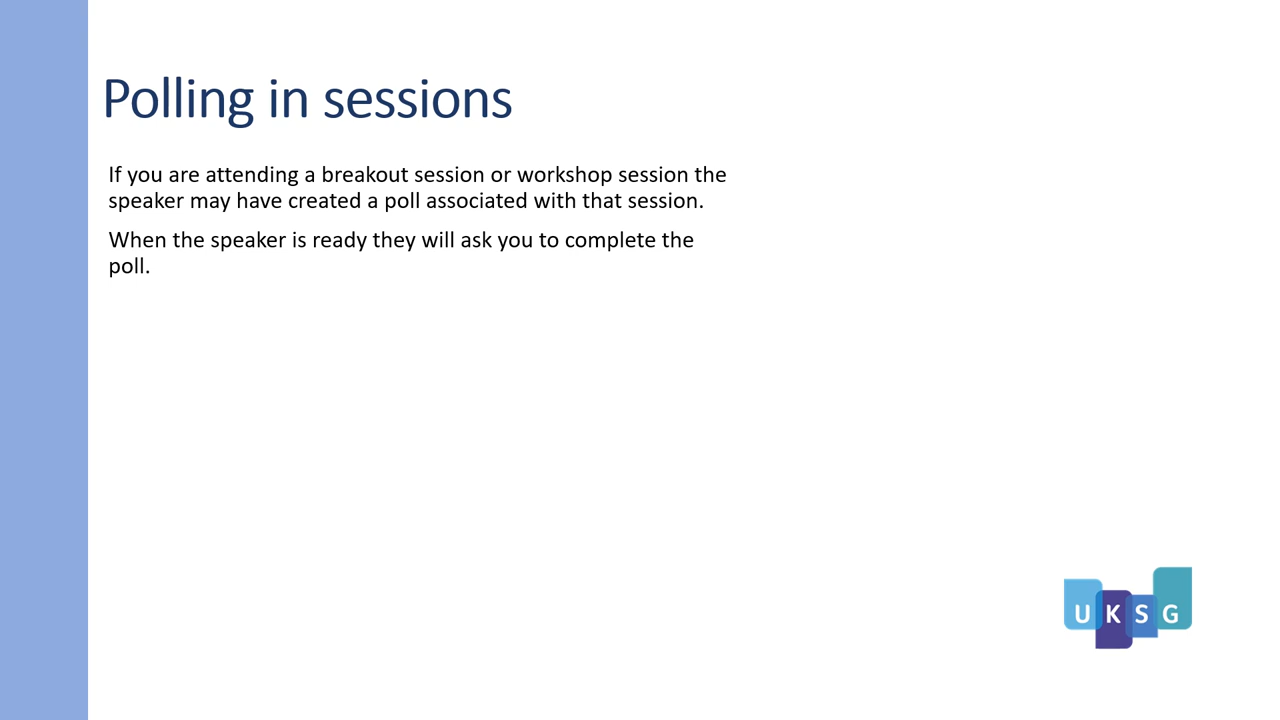 Polling in sessions
If you are attending a breakout session or workshop session the
speaker may have created a poll associated with that session.
When the speaker is ready they will ask you to complete the
poll.
UKSG